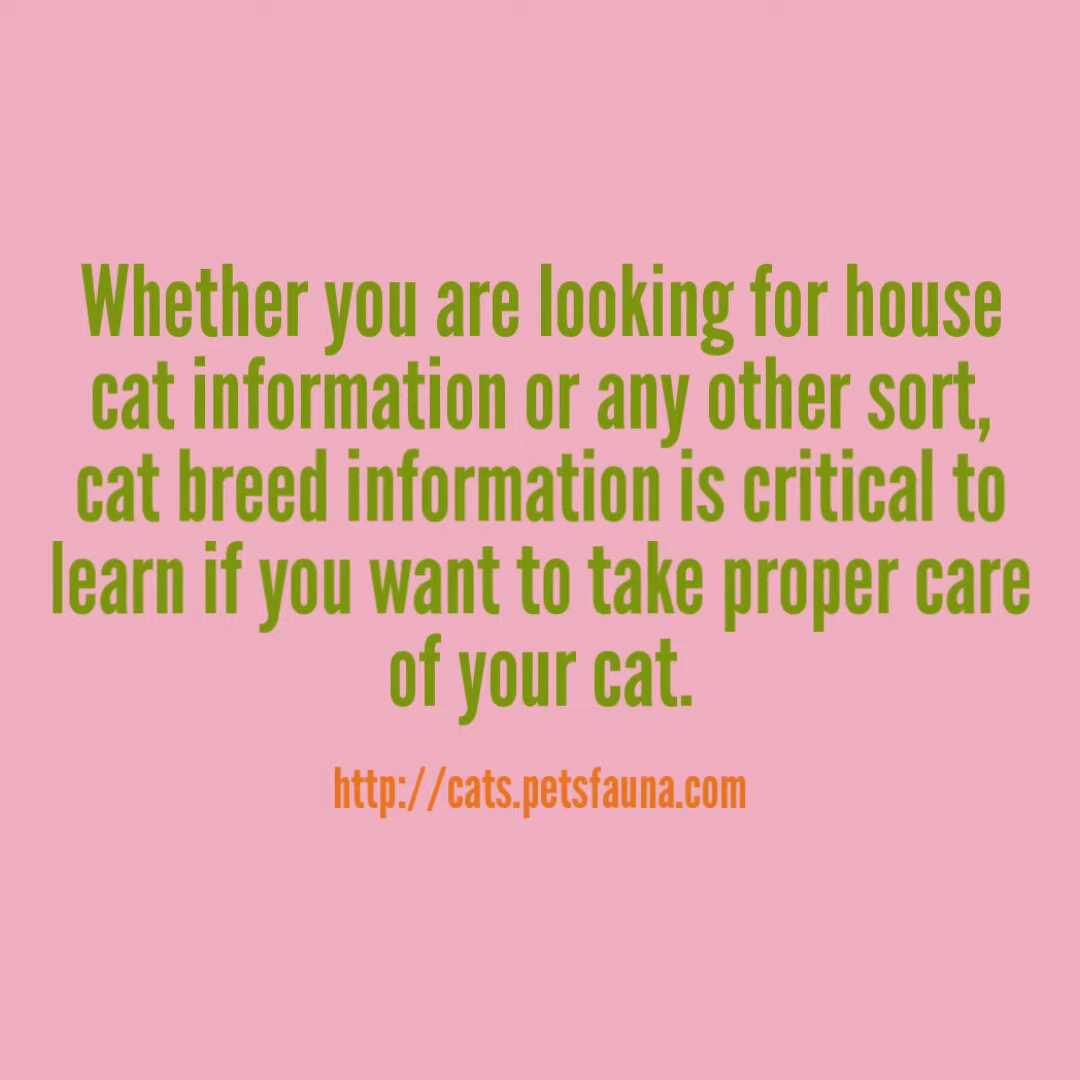 Whether you are looking for house
cat information or any other sort,
cat breed information is critical to
learn if you want to take proper care
of your cat.
http://cats.petsfauna.com